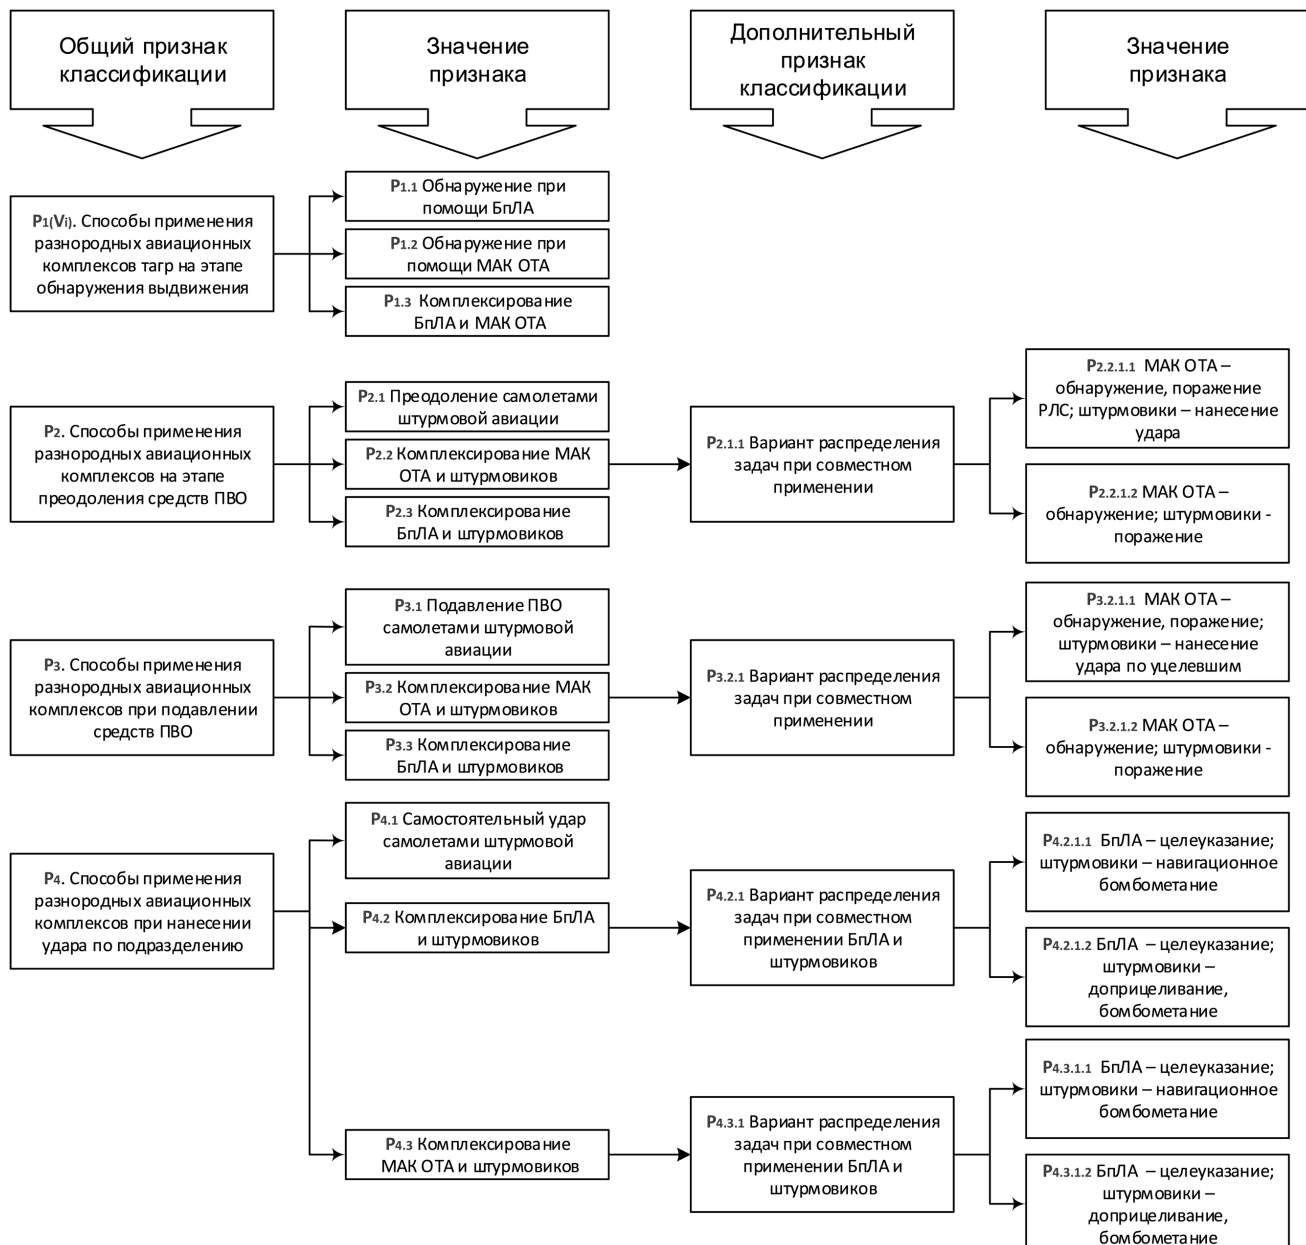 Общий признак
классификации
Значение
признака
Дополнительный
признак
классификации
Значение
признака
P1(Vi). Способы применения
разнородных авиационных
комплексов тагр на этапе
обнаружения выдвижения
P1.1 Обнаружение при
помощи БпЛА
P1.2 Обнаружение при
помощи МАК ОТА
P1.3 Комплексирование
БпЛА и МАК ОТА
P2. Способы применения
разнородных авиационных
комплексов на этапе
преодоления средств ПВО
P2.1 Преодоление самолетами
штурмовой авиации
P2.2 Комплексирование МАК
ОТА и штурмовиков
P2.3 Комплексирование
БпЛА и штурмовиков
P2.1.1 Вариант распределения
задач при совместном
применении
P2.2.1.1 МАК ОТА –
обнаружение, поражение
РЛС; штурмовики – нанесение
удара
P2.2.1.2 МАК ОТА –
обнаружение; штурмовики -
поражение
P3. Способы применения
разнородных авиационных
комплексов при подавлении
средств ПВО
P3.1 Подавление ПВО
самолетами штурмовой
авиации
P3.2 Комплексирование МАК
ОТА и штурмовиков
P3.3 Комплексирование
БпЛА и штурмовиков
P3.2.1 Вариант распределения
задач при совместном
применении
P3.2.1.1 МАК ОТА –
обнаружение, поражение;
штурмовики – нанесение
удара по уцелевшим
P3.2.1.2 МАК ОТА –
обнаружение; штурмовики -
поражение
P4. Способы применения
разнородных авиационных
комплексов при нанесении
удара по подразделению
P4.1 Самостоятельный удар
самолетами штурмовой
авиации
P4.2 Комплексирование БпЛА
и штурмовиков
P4.3 Комплексирование
МАК ОТА и штурмовиков
P4.2.1 Вариант распределения
задач при совместном
применении БпЛА и
штурмовиков
P4.2.1.1 БпЛА – целеуказание;
штурмовики – навигационное
бомбометание
P4.2.1.2 БпЛА – целеуказание;
штурмовики –
доприцеливание,
бомбометание
P4.3.1 Вариант распределения
задач при совместном
применении БпЛА и
штурмовиков
P4.3.1.1 БпЛА – целеуказание;
штурмовики – навигационное
бомбометание
P4.3.1.2 БпЛА – целеуказание;
штурмовики –
доприцеливание,
бомбометание